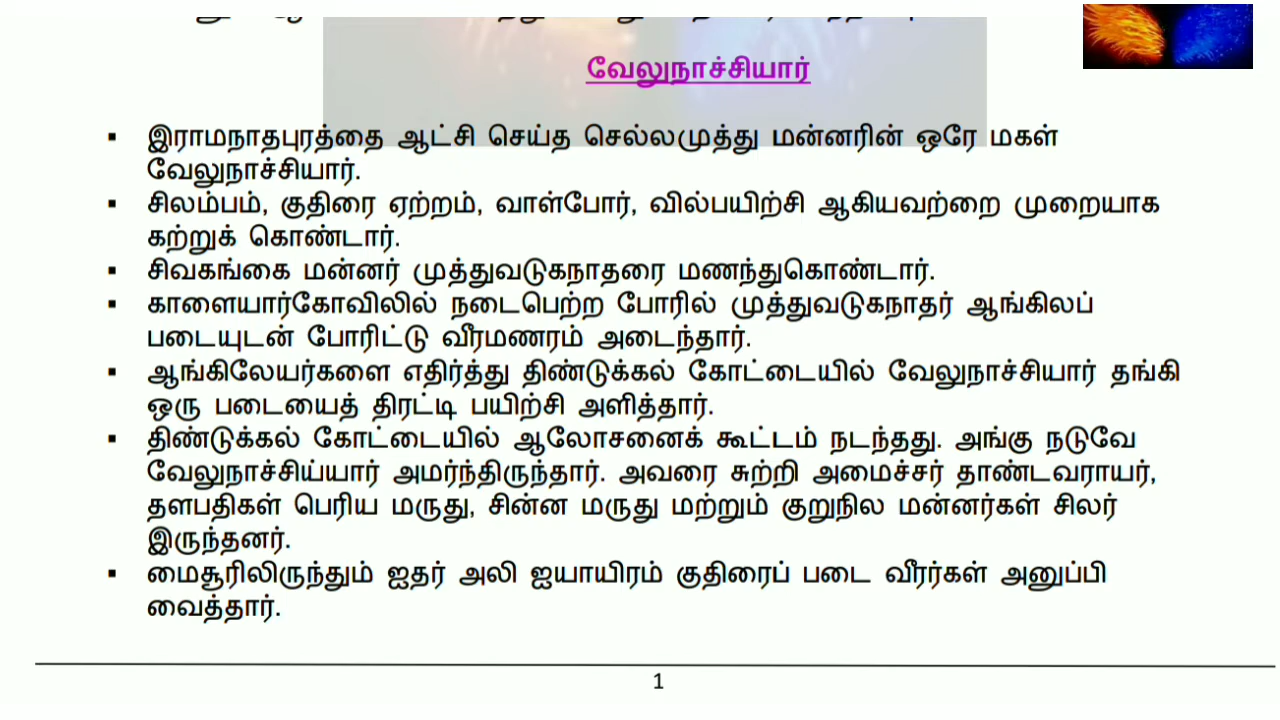 வேலுநாச்சியார்
▪ இராமநாதபுரத்தை ஆட்சி செய்த செல்லமுத்து மன்னரின் ஒரே மகள்
வேலுநாச்சியார்.
▪ சிலம்பம், குதிரை ஏற்றம், வாள்போர், வில்பயிற்சி ஆகியவற்றை முறையாக
கற்றுக் கொண்டார்.
▪ சிவகங்கை மன்னர் முத்துவடுகநாதரை மணந்துகொண்டார்.
▪ காளையார்கோவிலில் நடைபெற்ற போரில் முத்துவடுகநாதர் ஆங்கிலப்
படையுடன் போரிட்டு வீரமணரம் அடைந்தார்.
▪ ஆங்கிலேயர்களை எதிர்த்து திண்டுக்கல் கோட்டையில் வேலுநாச்சியார் தங்கி
ஒரு படையைத் திரட்டி பயிற்சி அளித்தார்.
▪ திண்டுக்கல் கோட்டையில் ஆலோசனைக் கூட்டம் நடந்தது. அங்கு நடுவே
வேலுநாச்சிய்யார் அமர்ந்திருந்தார். அவரை சுற்றி அமைச்சர் தாண்டவராயர்,
தளபதிகள் பெரிய மருது, சின்ன மருது மற்றும் குறுநில மன்னர்கள் சிலர்
இருந்தனர்.
▪ மைசூரிலிருந்தும் ஐதர் அலி ஐயாயிரம் குதிரைப் படை வீரர்கள் அனுப்பி
வைத்தார்.
1